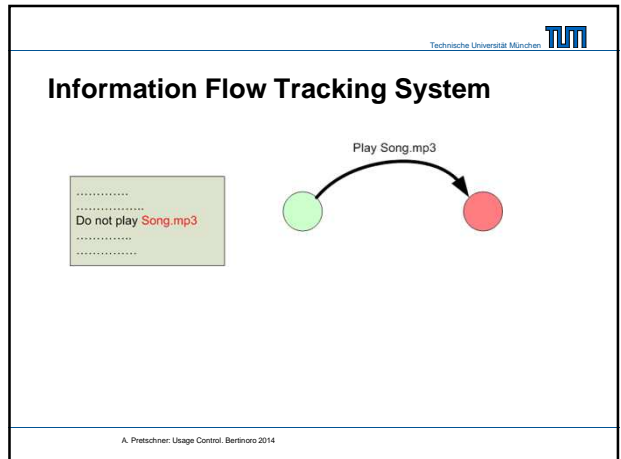 Technische Universität München TUM
Information Flow Tracking System
Play Song.mp3
.............
.................
Do not play Song.mp3
..............
...............
A. Pretschner: Usage Control. Bertinoro 2014